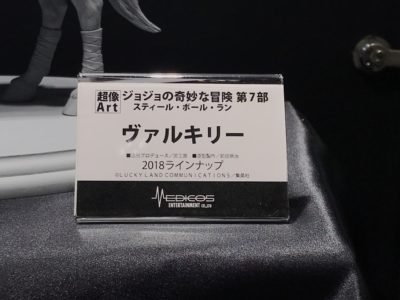 超像 ジョジョの奇妙な冒険 第7部
Art スティール・ボール・ラン
ヴァルキリー
2018ラインナップ
©LUCKY LAND COMMUNICATIONS/集英社
MEDICOS
ENTERTAINMENT CO.,LTD